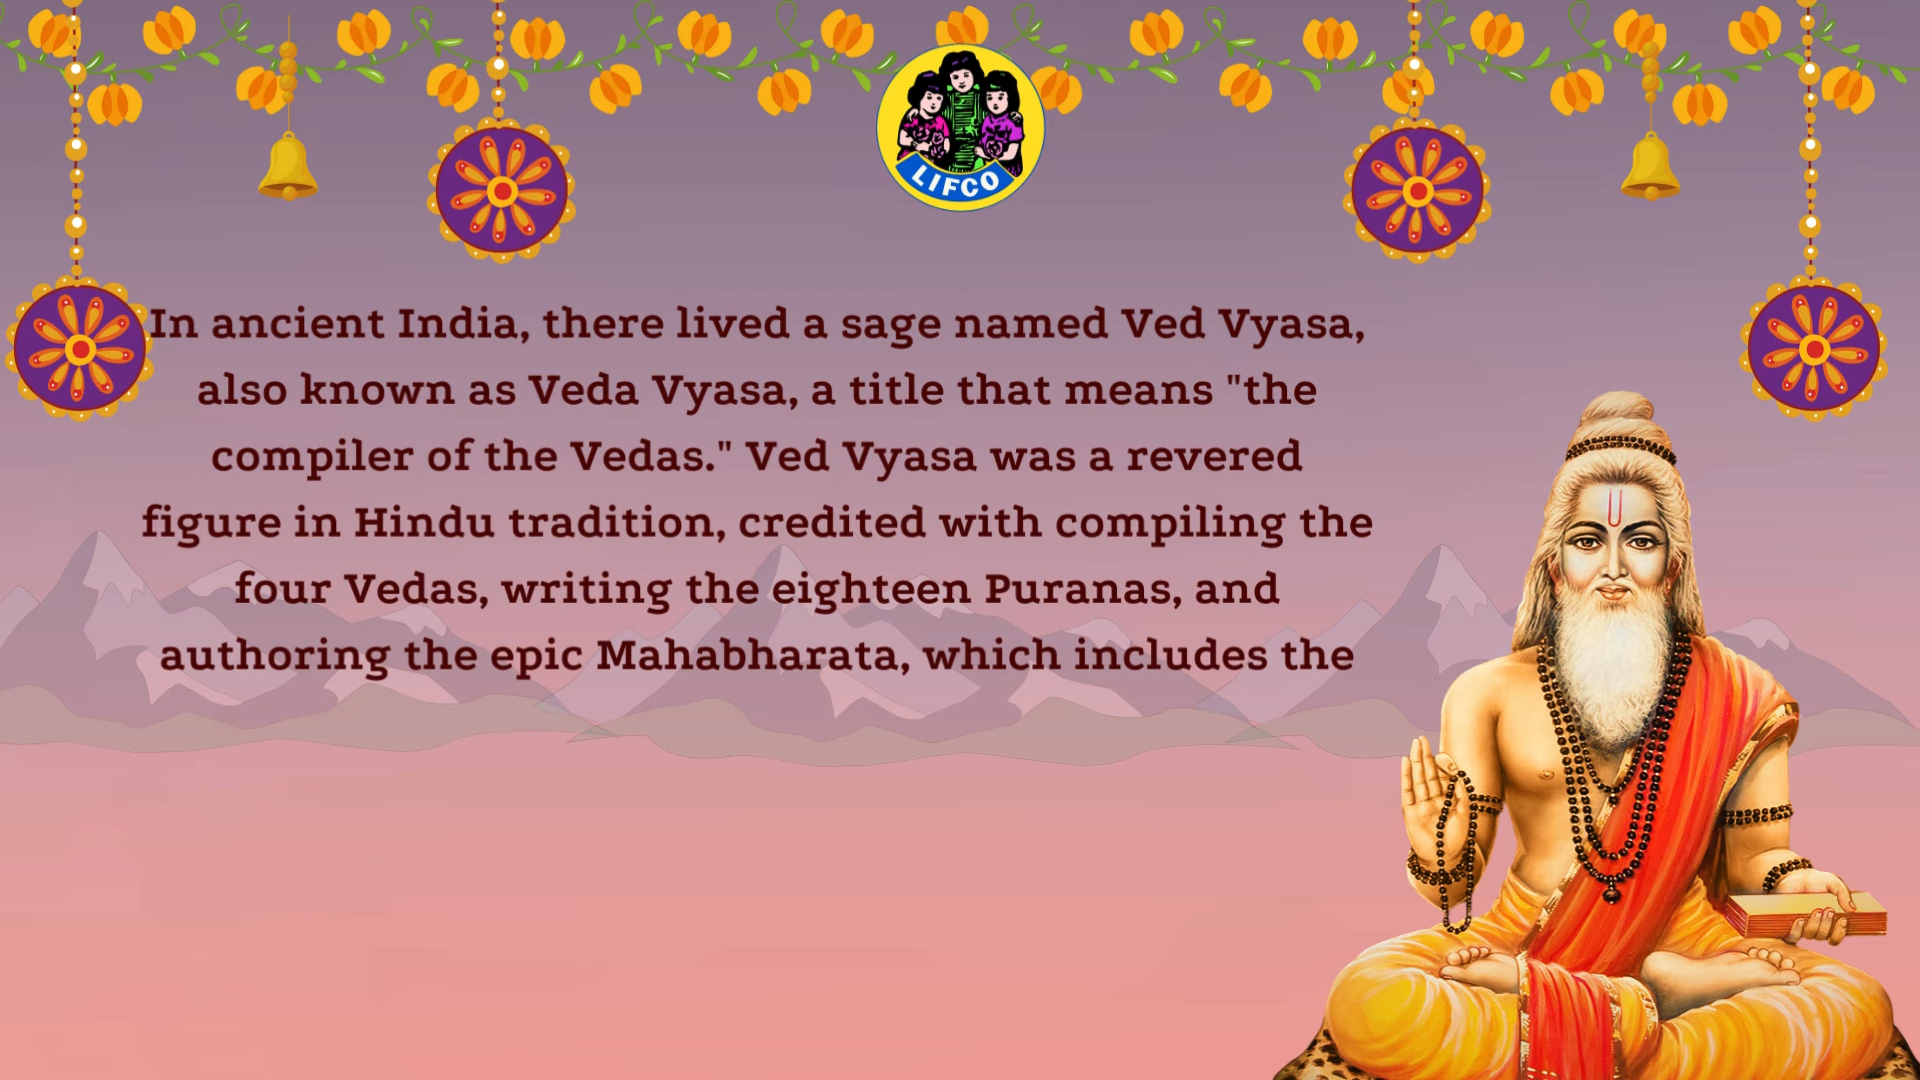 LIFCO
In ancient India, there lived a sage named Ved Vyasa,
also known as Veda Vyasa, a title that means "the
compiler of the Vedas." Ved Vyasa was a revered
figure in Hindu tradition, credited with compiling the
four Vedas, writing the eighteen Puranas, and
authoring the epic Mahabharata, which includes the